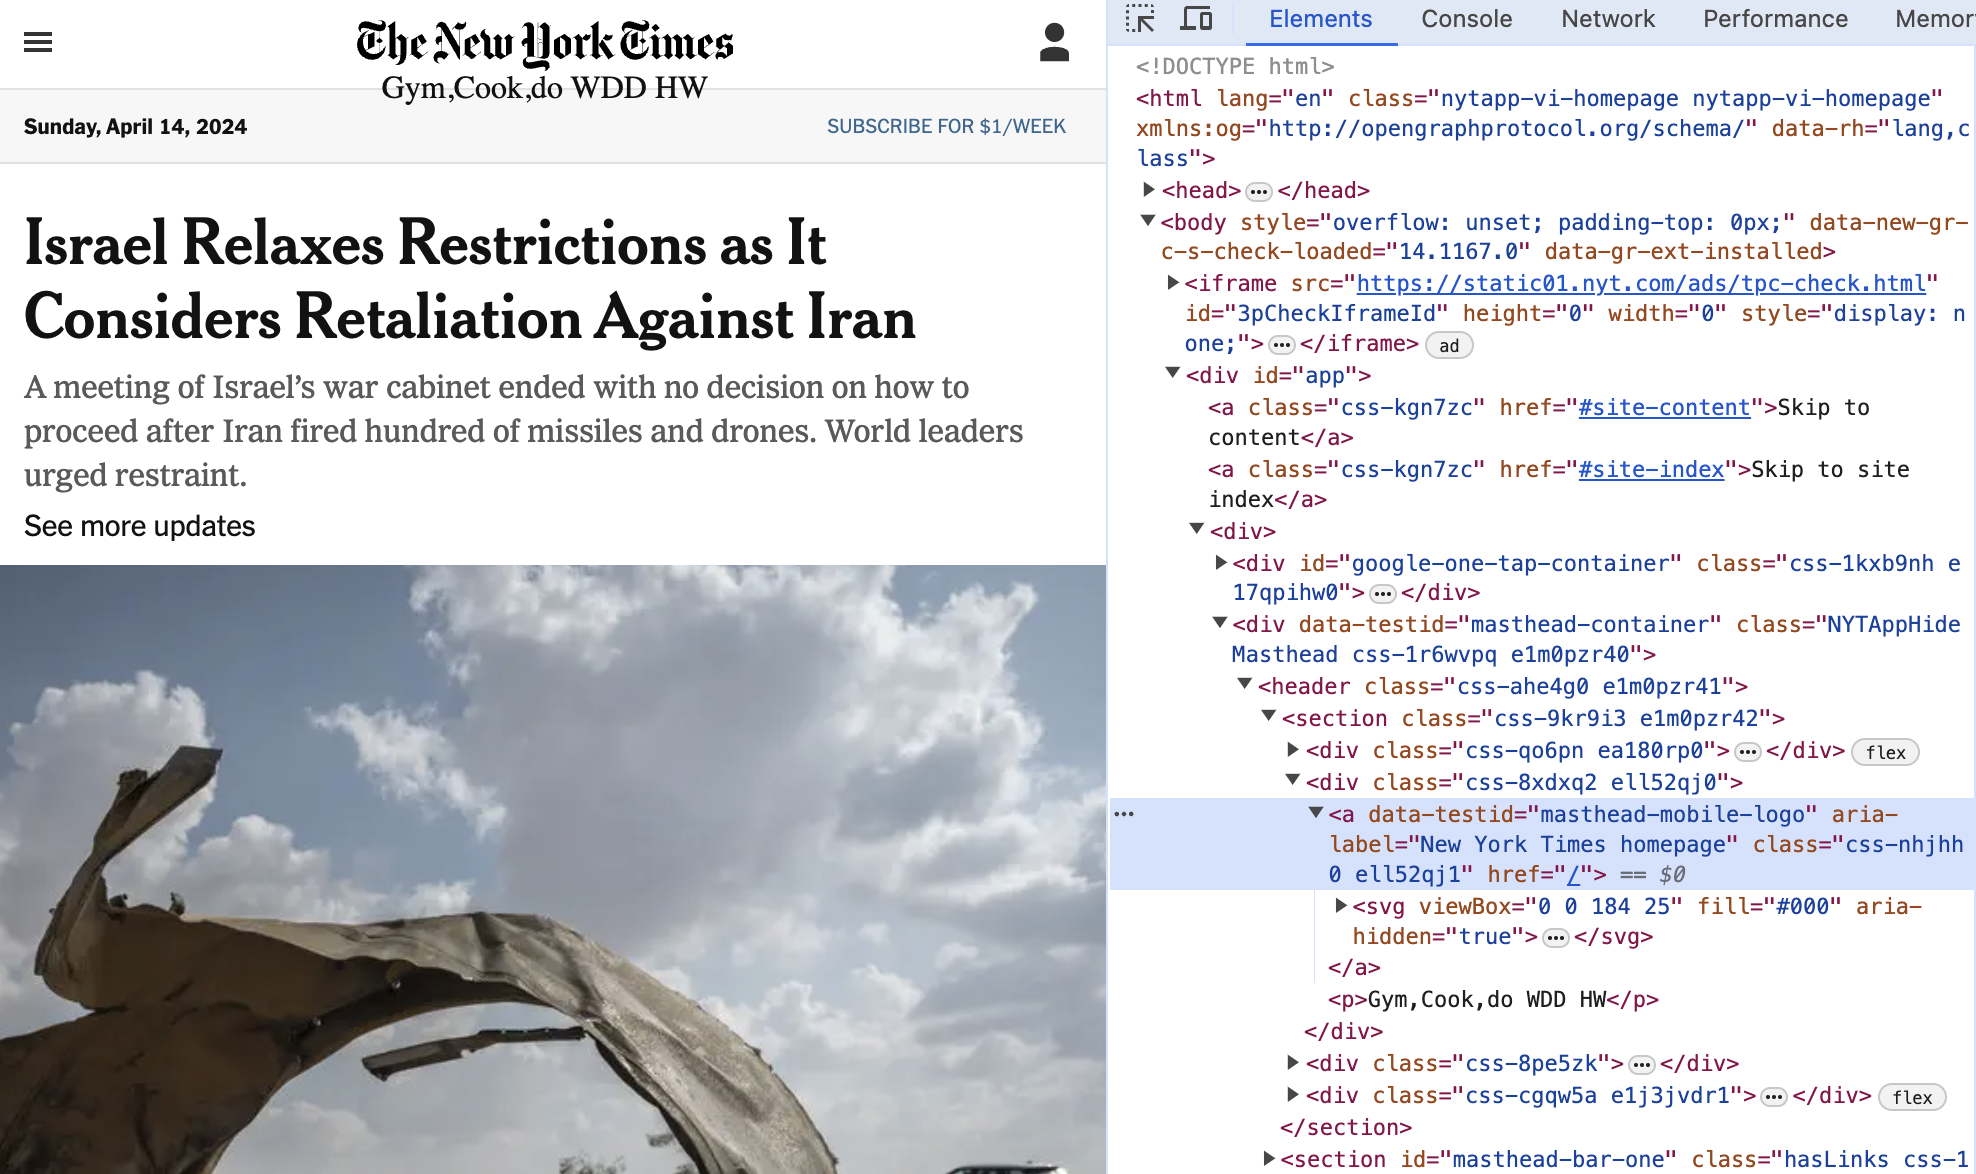 The New York Times
Gym,Cook,do WDD HW
Sunday, April 14, 2024
SUBSCRIBE FOR $1/WEEK
Israel Relaxes Restrictions as It
Considers Retaliation Against Iran
A meeting of Israel’s war cabinet ended with no decision on how to
proceed after Iran fired hundred of missiles and drones. World leaders
urged restraint.
See more updates
Elements Console Network Performance Memor
<!DOCTYPE html>
<html lang="en" class="nytapp-vi-homepage nytapp-vi-homepage"
xmlns:og="http://opengraphprotocol.org/schema/" data-rh="lang,c
lass">
<head>…</head>
<body style="overflow: unset; padding-top: 0px;" data-new-gr-
c-s-check-loaded="14.1167.0" data-gr-ext-installed>
<iframe src="https://static01.nyt.com/ads/tpc-check.html"
id="3pCheckIframeId" height="0" width="0" style="display: n
one;">…</iframe> ad
<div id="app">
<a class="css-kgn7zc" href="#site-content">Skip to
content</a>
<a class="css-kgn7zc" href="#site-index">Skip to site
index</a>
<div>
<div id="google-one-tap-container" class="css-1kxb9nh e
17qpihw0">…</div>
<div data-testid="masthead-container" class="NYTAppHide
Masthead css-1r6wvpq e1m0pzr40">
<header class="css-ahe4g0 e1m0pzr41">
<section class="css-9kr9i3 e1m0pzr42">
<div class="css-qo6pn ea180rp0">…</div> flex
<div class="css-8xdxq2 ell52qj0">
… <a data-testid="masthead-mobile-logo" aria-
label="New York Times homepage" class="css-nhjhh
0 ell52qj1" href="/"> == $0
<svg viewBox="0 0 184 25" fill="#000" aria-
hidden="true">…</svg>
</a>
<p>Gym,Cook,do WDD HW</p>
</div>
<div class="css-8pe5zk">…</div>
<div class="css-cgqw5a e1j3jvdr1">…</div> flex
</section>
<section id="masthead-bar-one" class="hasLinks css-1